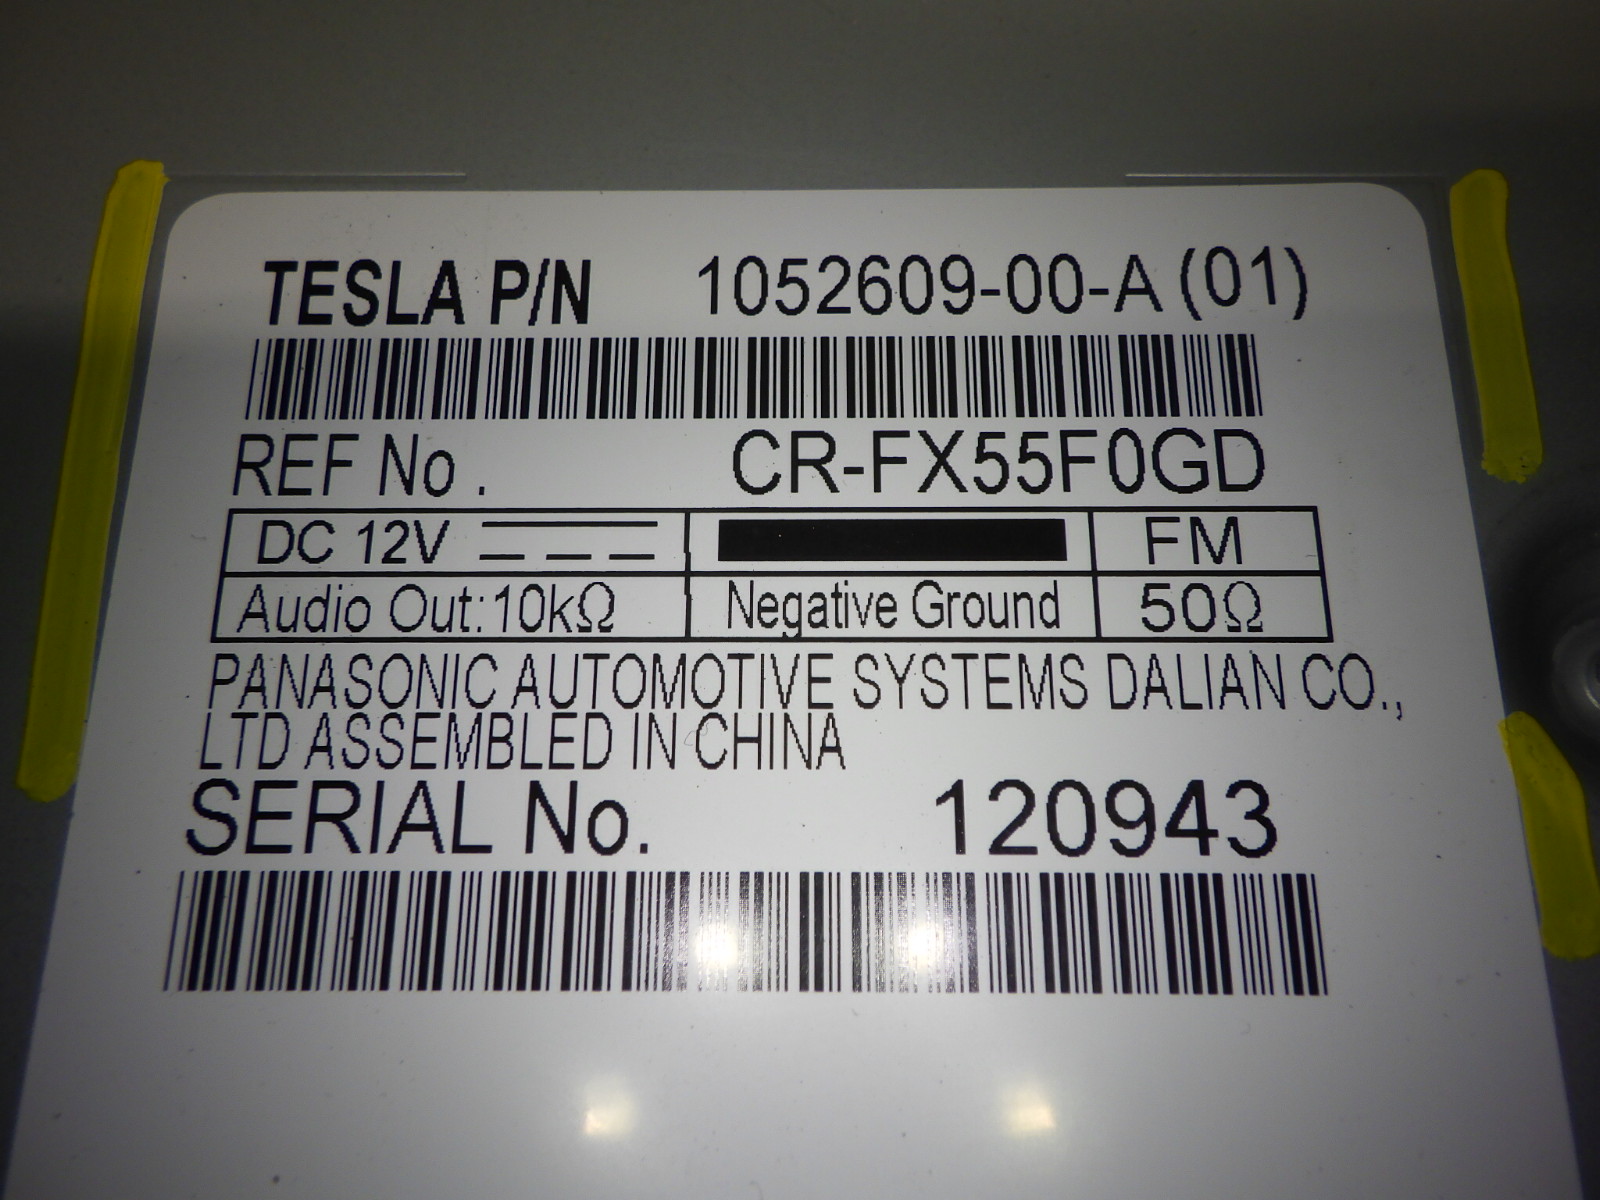 TESLA P/N 1052609-00-A (01)
REF No. CR-FX55F0GD
DC 12V FM
Audio Out:10kΩ Negative Ground 50Ω
PANASONIC AUTOMOTIVE SYSTEMS DALIAN CO.,
LTD ASSEMBLED IN CHINA
SERIAL No. 120943